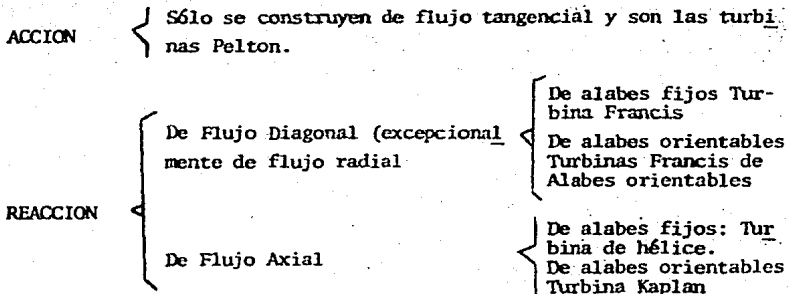 ACCION
Sólo se construyen de flujo tangencial y son las turbi
nas Pelton.
REACCION
De Flujo Diagonal (excepcional
mente de flujo radial
De alabes fijos Tur-
bina Francis
De alabes orientables
Turbinas Francis de
Alabes orientables
De Flujo Axial
De alabes fijos: Tur
bina de hélice.
De alabes orientables
Turbina Kaplan